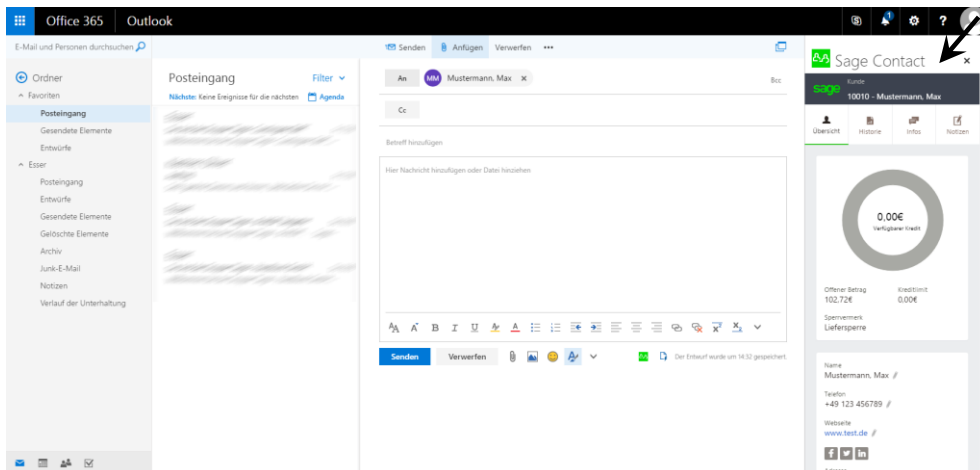 Office 365 Outlook
1
?
E-Mail und Personen durchsuchen
Ordner
Favoriten
Posteingang
Gesendete Elemente
Entwürfe
Esser
Posteingang
Entwürfe
Gesendete Elemente
Gelöschte Elemente
Archiv
Junk-E-Mail
Notizen
Verlauf der Unterhaltung
Posteingang Filter
Nächste: Keine Ereignisse für die nächsten Agenda
Senden Anfügen Verwerfen •••
An MM Mustermann, Max x Bcc
Cc
Betreff hinzufügen
Hier Nachricht hinzufügen oder Datei hinziehen
Senden Verwerfen Der Entwurf wurde um 14:52 gespeichert.
Sage Contact
sage Kunde
10010 - Mustermann, Max
Übersicht Historie Infos Notizen
0,00€
Verfügbarer Kredit
Offener Betrag Kreditlimit
102.72€ 0.00€
Sperrvermerk
Liefersperre
Name
Mustermann, Max
Telefon
+49 123 456789
Webseite
www.test.de